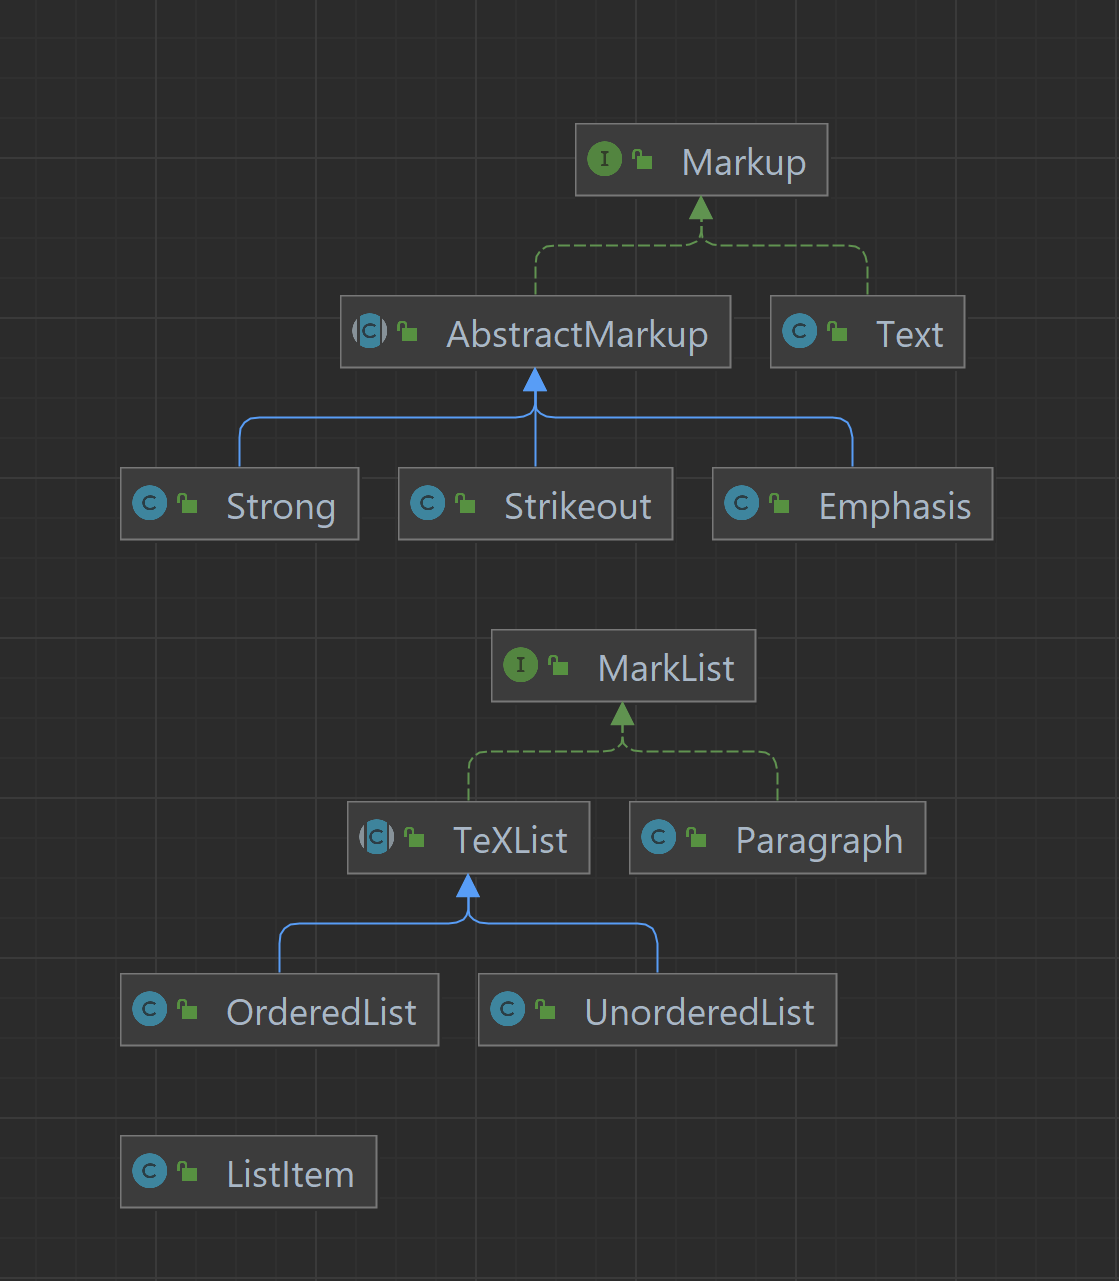 I Markup
C AbstractMarkup
C Text
C Strong
C Strikeout
C Emphasis
I MarkList
C TeXList
C Paragraph
C OrderedList
C UnorderedList
C ListItem